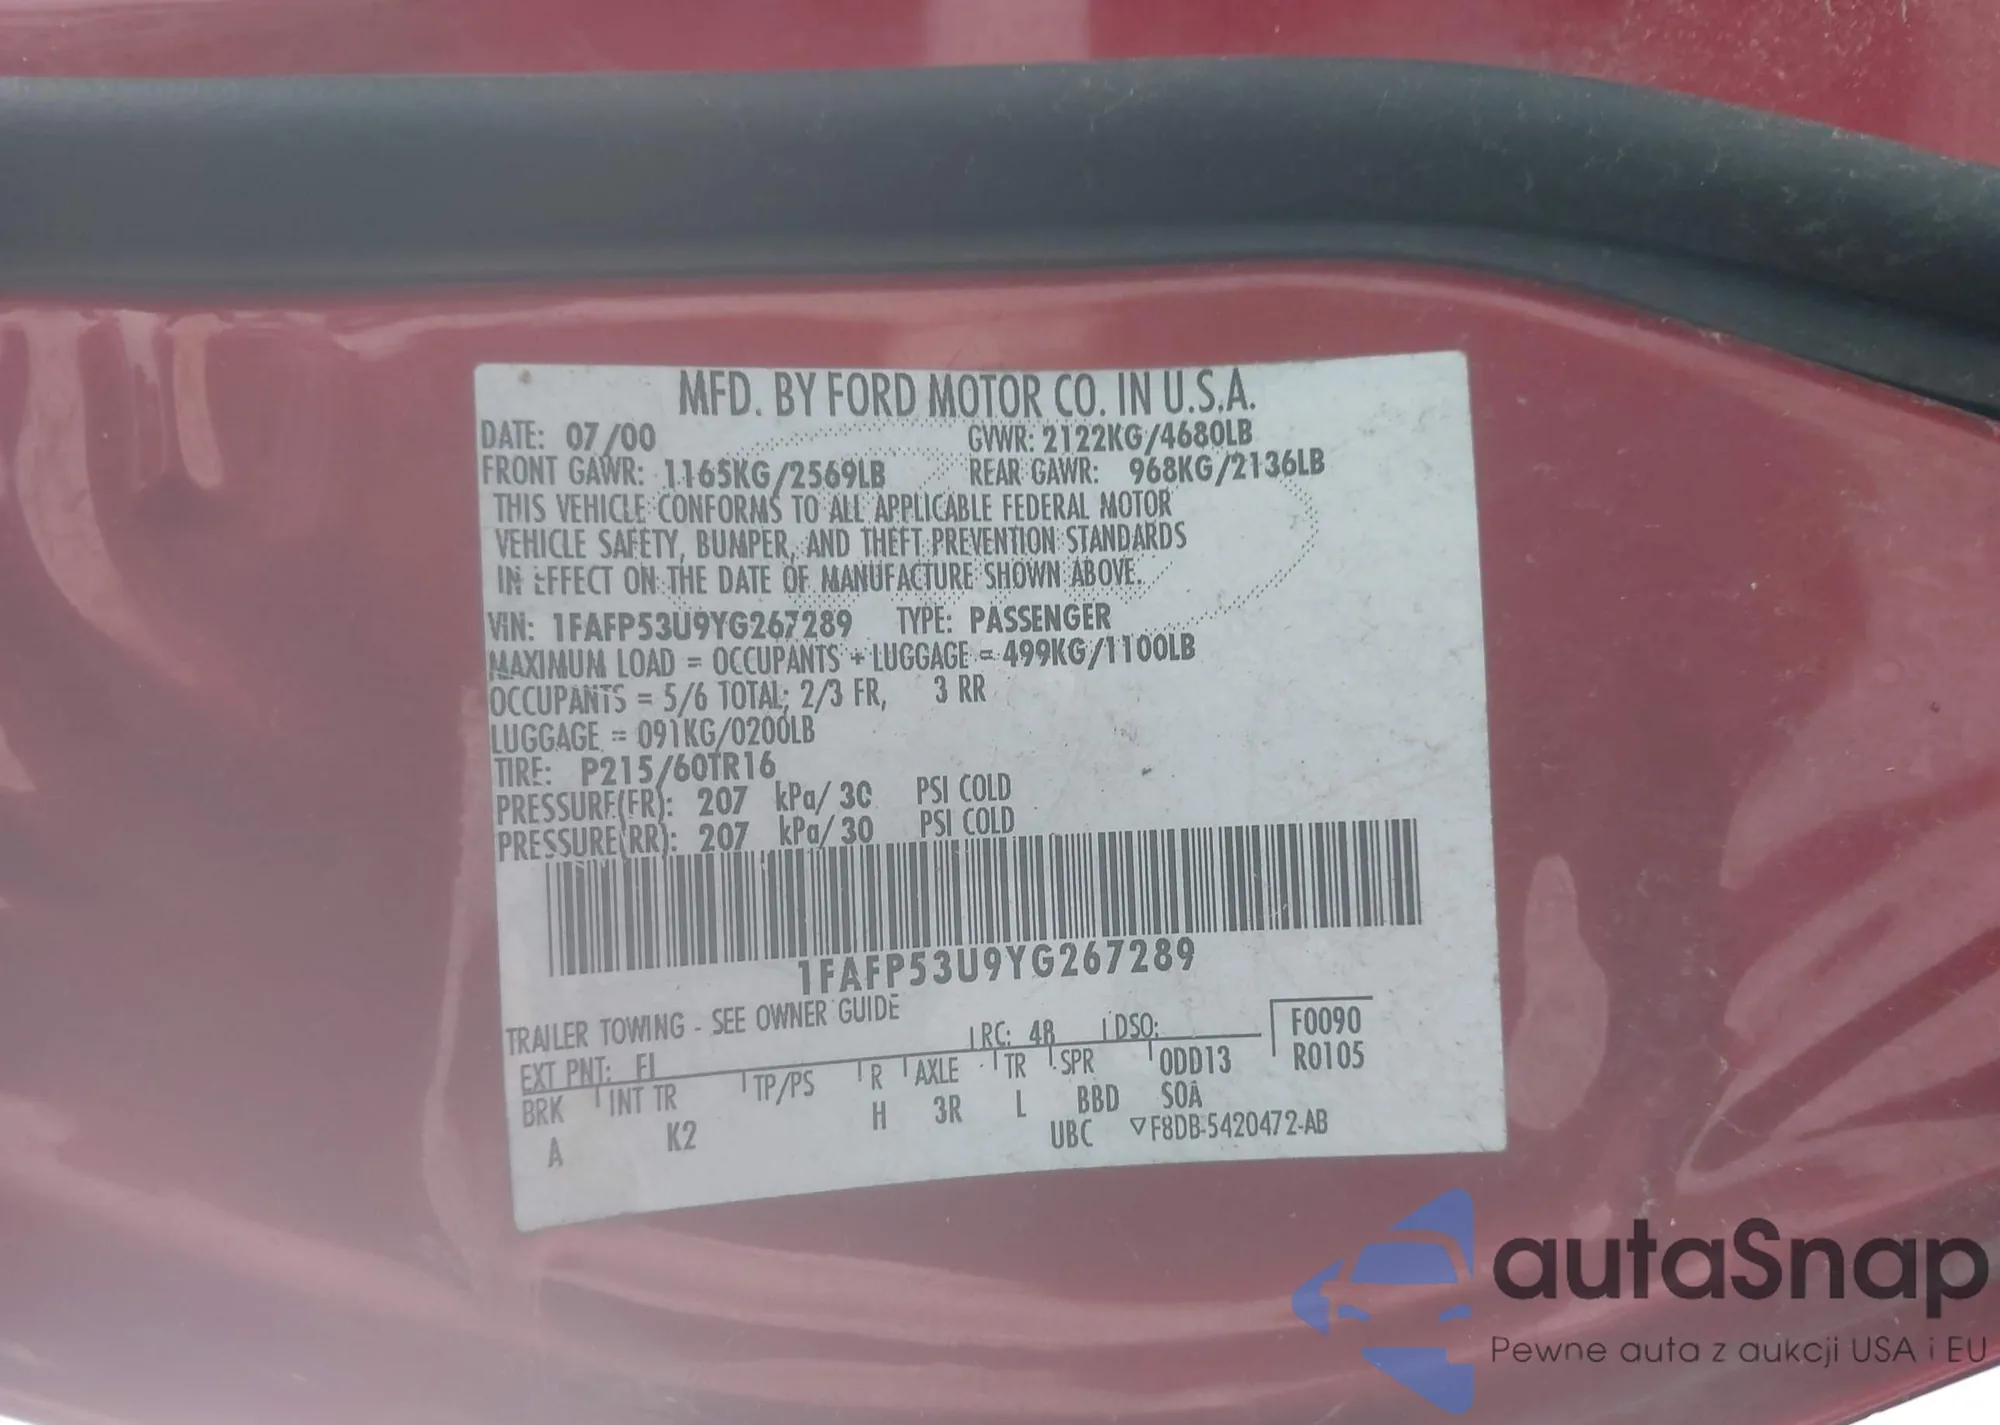 MFD. BY FORD MOTOR CO. IN U.S.A.
DATE: 07/00 GVWR: 2122KG/4680LB
FRONT GAWR: 1165KG/2569LB REAR GAWR: 968KG/2136LB
THIS VEHICLE CONFORMS TO ALL APPLICABLE FEDERAL MOTOR
VEHICLE SAFETY, BUMPER, AND THEFT PREVENTION STANDARDS
IN EFFECT ON THE DATE OF MANUFACTURE SHOWN ABOVE.
VIN: 1FAFP53U9YG267289 TYPE: PASSENGER
MAXIMUM LOAD = OCCUPANTS + LUGGAGE = 499KG/1100LB
OCCUPANTS = 5/6 TOTAL; 2/3 FR, 3 RR
LUGGAGE = 091KG/0200LB
TIRE: P215/60TR16
PRESSURE(FR): 207 kPa/ 30 PSI COLD
PRESSURE(RR): 207 kPa/ 30 PSI COLD
1FAFP53U9YG267289
TRAILER TOWING - SEE OWNER GUIDE
EXT PNT: FL RC: 48 DSO: F0090
R0105
BRK INT TR TP/PS R AXLE TR SPR ODD13
A K2 H 3R L BBD SOA
UBC ▽F8DB-5420472-AB
autaSnap
Pewne auta z aukcji USA i EU